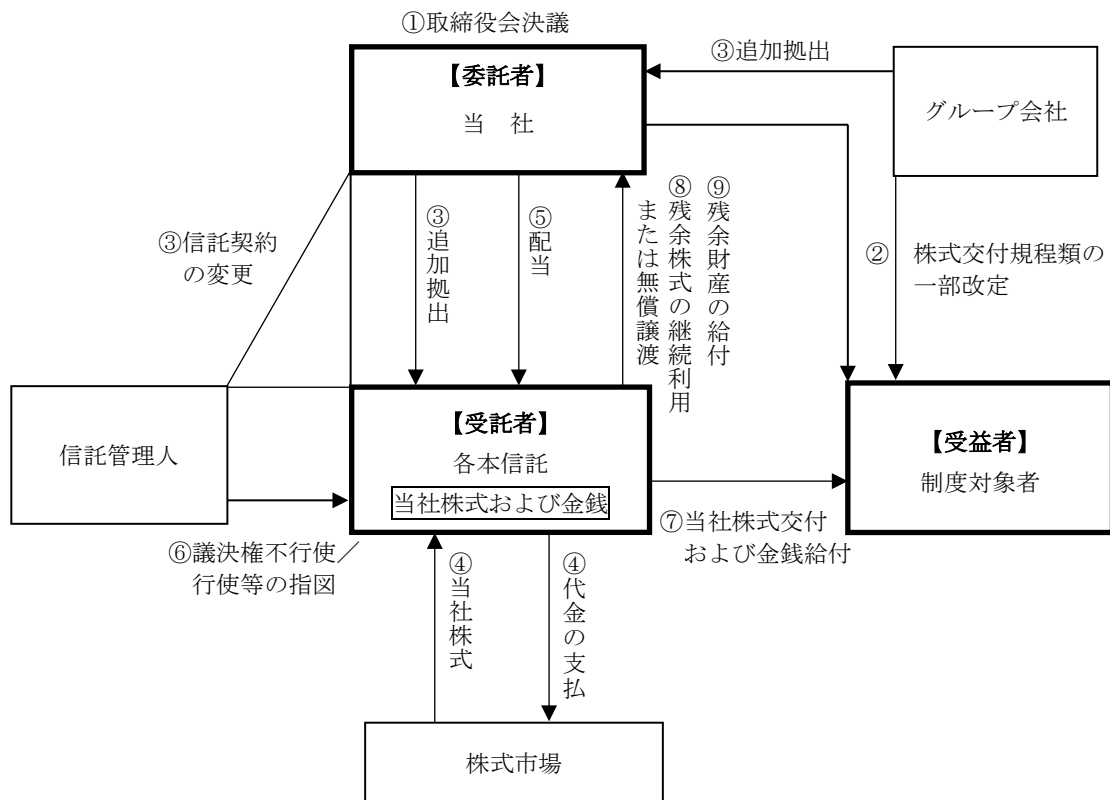 ①取締役会決議
【委託者】
当　社
③追加拠出
グループ会社
③信託契約
の変更
③追加拠出
⑤配当
⑧残余株式の継続利用
または無償譲渡
⑨残余財産の給付
②
株式交付規程類の
一部改定
信託管理人
【受託者】
各本信託
当社株式および金銭
【受益者】
制度対象者
⑥議決権不行使／
行使等の指図
⑦当社株式交付
および金銭給付
④当社株式
④代金の支払
株式市場